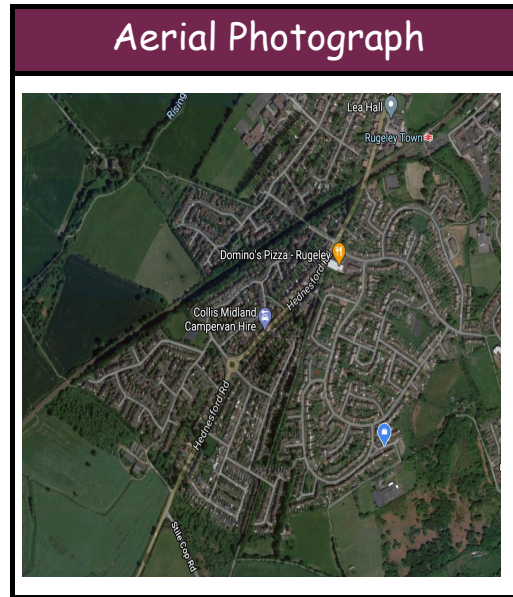 Aerial Photograph
Rising
Lea Hall
Rugeley Town
Domino's Pizza - Rugeley
Hednesford R
Collis Midland
Campervan Hire
Hednesford Rd
Stile Cop Rd